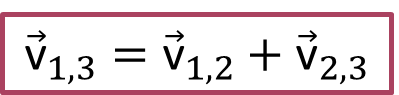 v⃗₁,₃ = v⃗₁,₂ + v⃗₂,₃